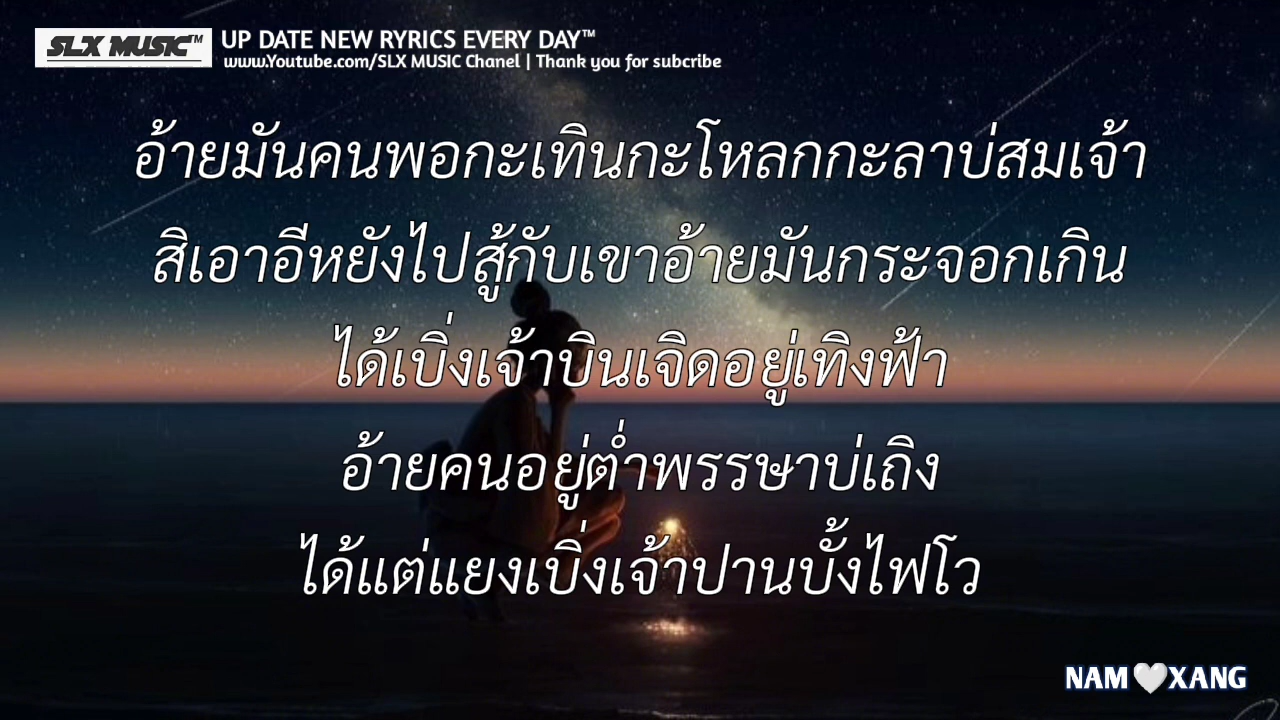 SLX MUSIC™
UP DATE NEW RYRICS EVERY DAY™
www.Youtube.com/SLX MUSIC Chanel | Thank you for subcribe
อ้ายมันคนพอกะเทินกะโหลกกะลาบ่สมเจ้า
สิเอาอีหยังไปสู้กับเขาอ้ายมันกระจอกเกิน
ได้เบิ่งเจ้าบินเจิดอยู่เทิงฟ้า
อ้ายคนอยู่ต่ำพรรษาบ่เถิง
ได้แต่แยงเบิ่งเจ้าปานบั้งไฟโว
NAM🤍XANG